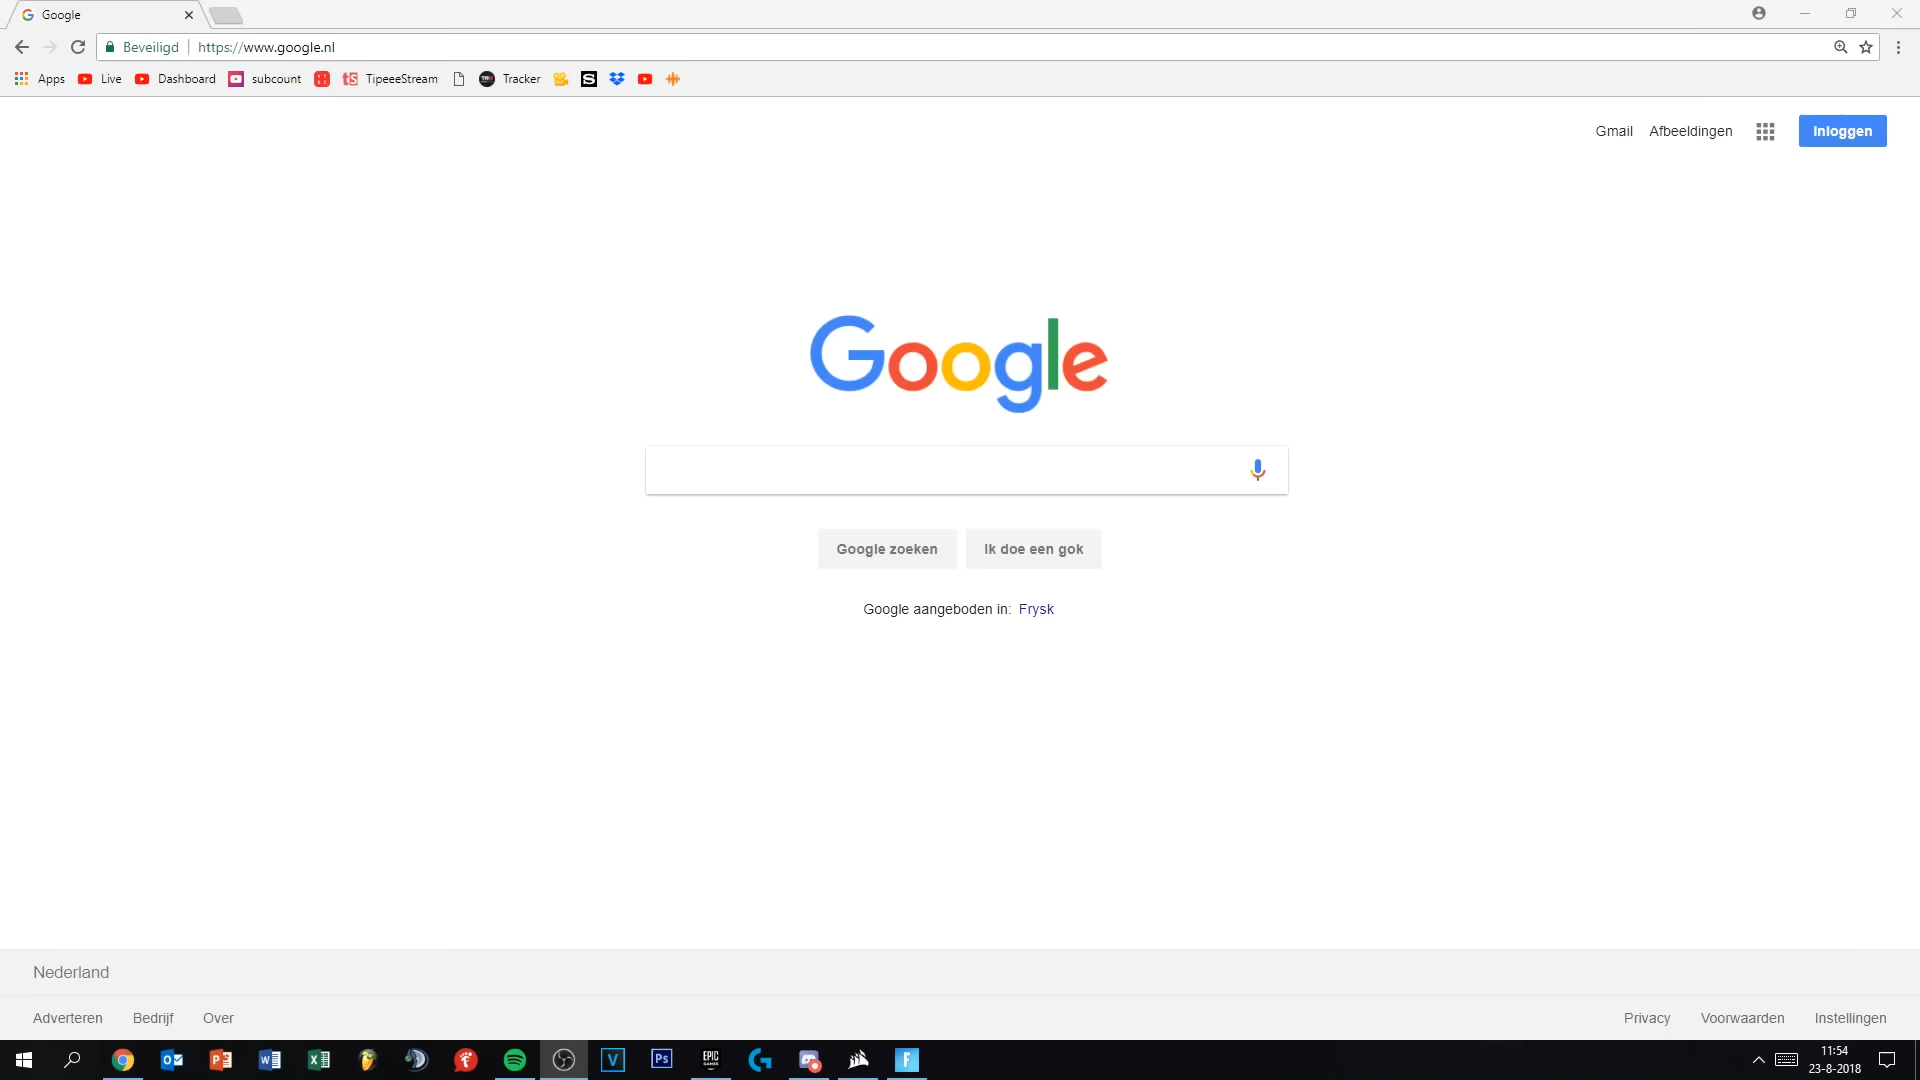 Google
Beveiligd | https://www.google.nl
Apps Live Dashboard subcount TipeeeStream Tracker
Gmail Afbeeldingen Inloggen
Google
Google zoeken Ik doe een gok
Google aangeboden in: Frysk
Nederland
Adverteren Bedrijf Over Privacy Voorwaarden Instellingen
11:54
23-8-2018